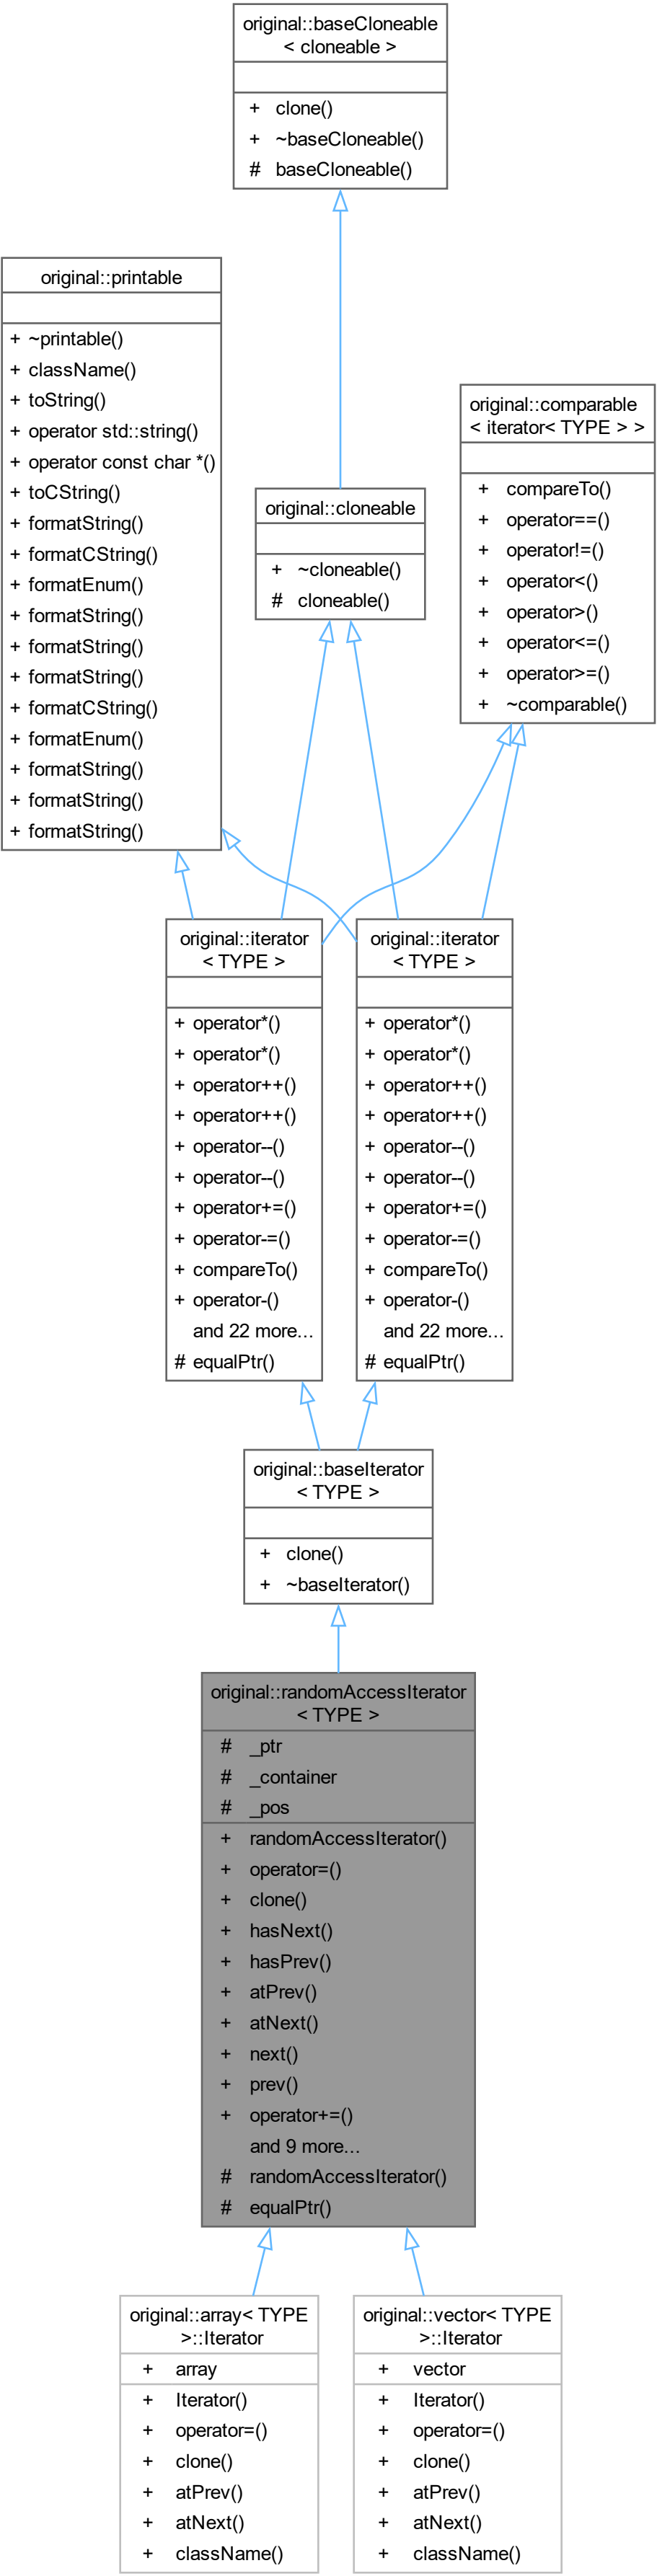 original::baseCloneable
< cloneable >
+ clone()
+ ~baseCloneable()
# baseCloneable()
original::printable
+ ~printable()
+ className()
+ toString()
+ operator std::string()
+ operator const char *()
+ toCString()
+ formatString()
+ formatCString()
+ formatEnum()
+ formatString()
+ formatString()
+ formatString()
+ formatCString()
+ formatEnum()
+ formatString()
+ formatString()
+ formatString()
original::comparable
< iterator< TYPE > >
+ compareTo()
+ operator==()
+ operator!=()
+ operator<()
+ operator>()
+ operator<=()
+ operator>=()
+ ~comparable()
original::cloneable
+ ~cloneable()
# cloneable()
original::iterator
< TYPE >
+ operator*()
+ operator*()
+ operator++()
+ operator++()
+ operator--()
+ operator--()
+ operator+=()
+ operator-=()
+ compareTo()
+ operator-()
and 22 more...
# equalPtr()
original::iterator
< TYPE >
+ operator*()
+ operator*()
+ operator++()
+ operator++()
+ operator--()
+ operator--()
+ operator+=()
+ operator-=()
+ compareTo()
+ operator-()
and 22 more...
# equalPtr()
original::baseIterator
< TYPE >
+ clone()
+ ~baseIterator()
original::randomAccessIterator
< TYPE >
# _ptr
# _container
# _pos
+ randomAccessIterator()
+ operator=()
+ clone()
+ hasNext()
+ hasPrev()
+ atPrev()
+ atNext()
+ next()
+ prev()
+ operator+=()
and 9 more...
# randomAccessIterator()
# equalPtr()
original::array< TYPE
>::Iterator
+ array
+ Iterator()
+ operator=()
+ clone()
+ atPrev()
+ atNext()
+ className()
original::vector< TYPE
>::Iterator
+ vector
+ Iterator()
+ operator=()
+ clone()
+ atPrev()
+ atNext()
+ className()